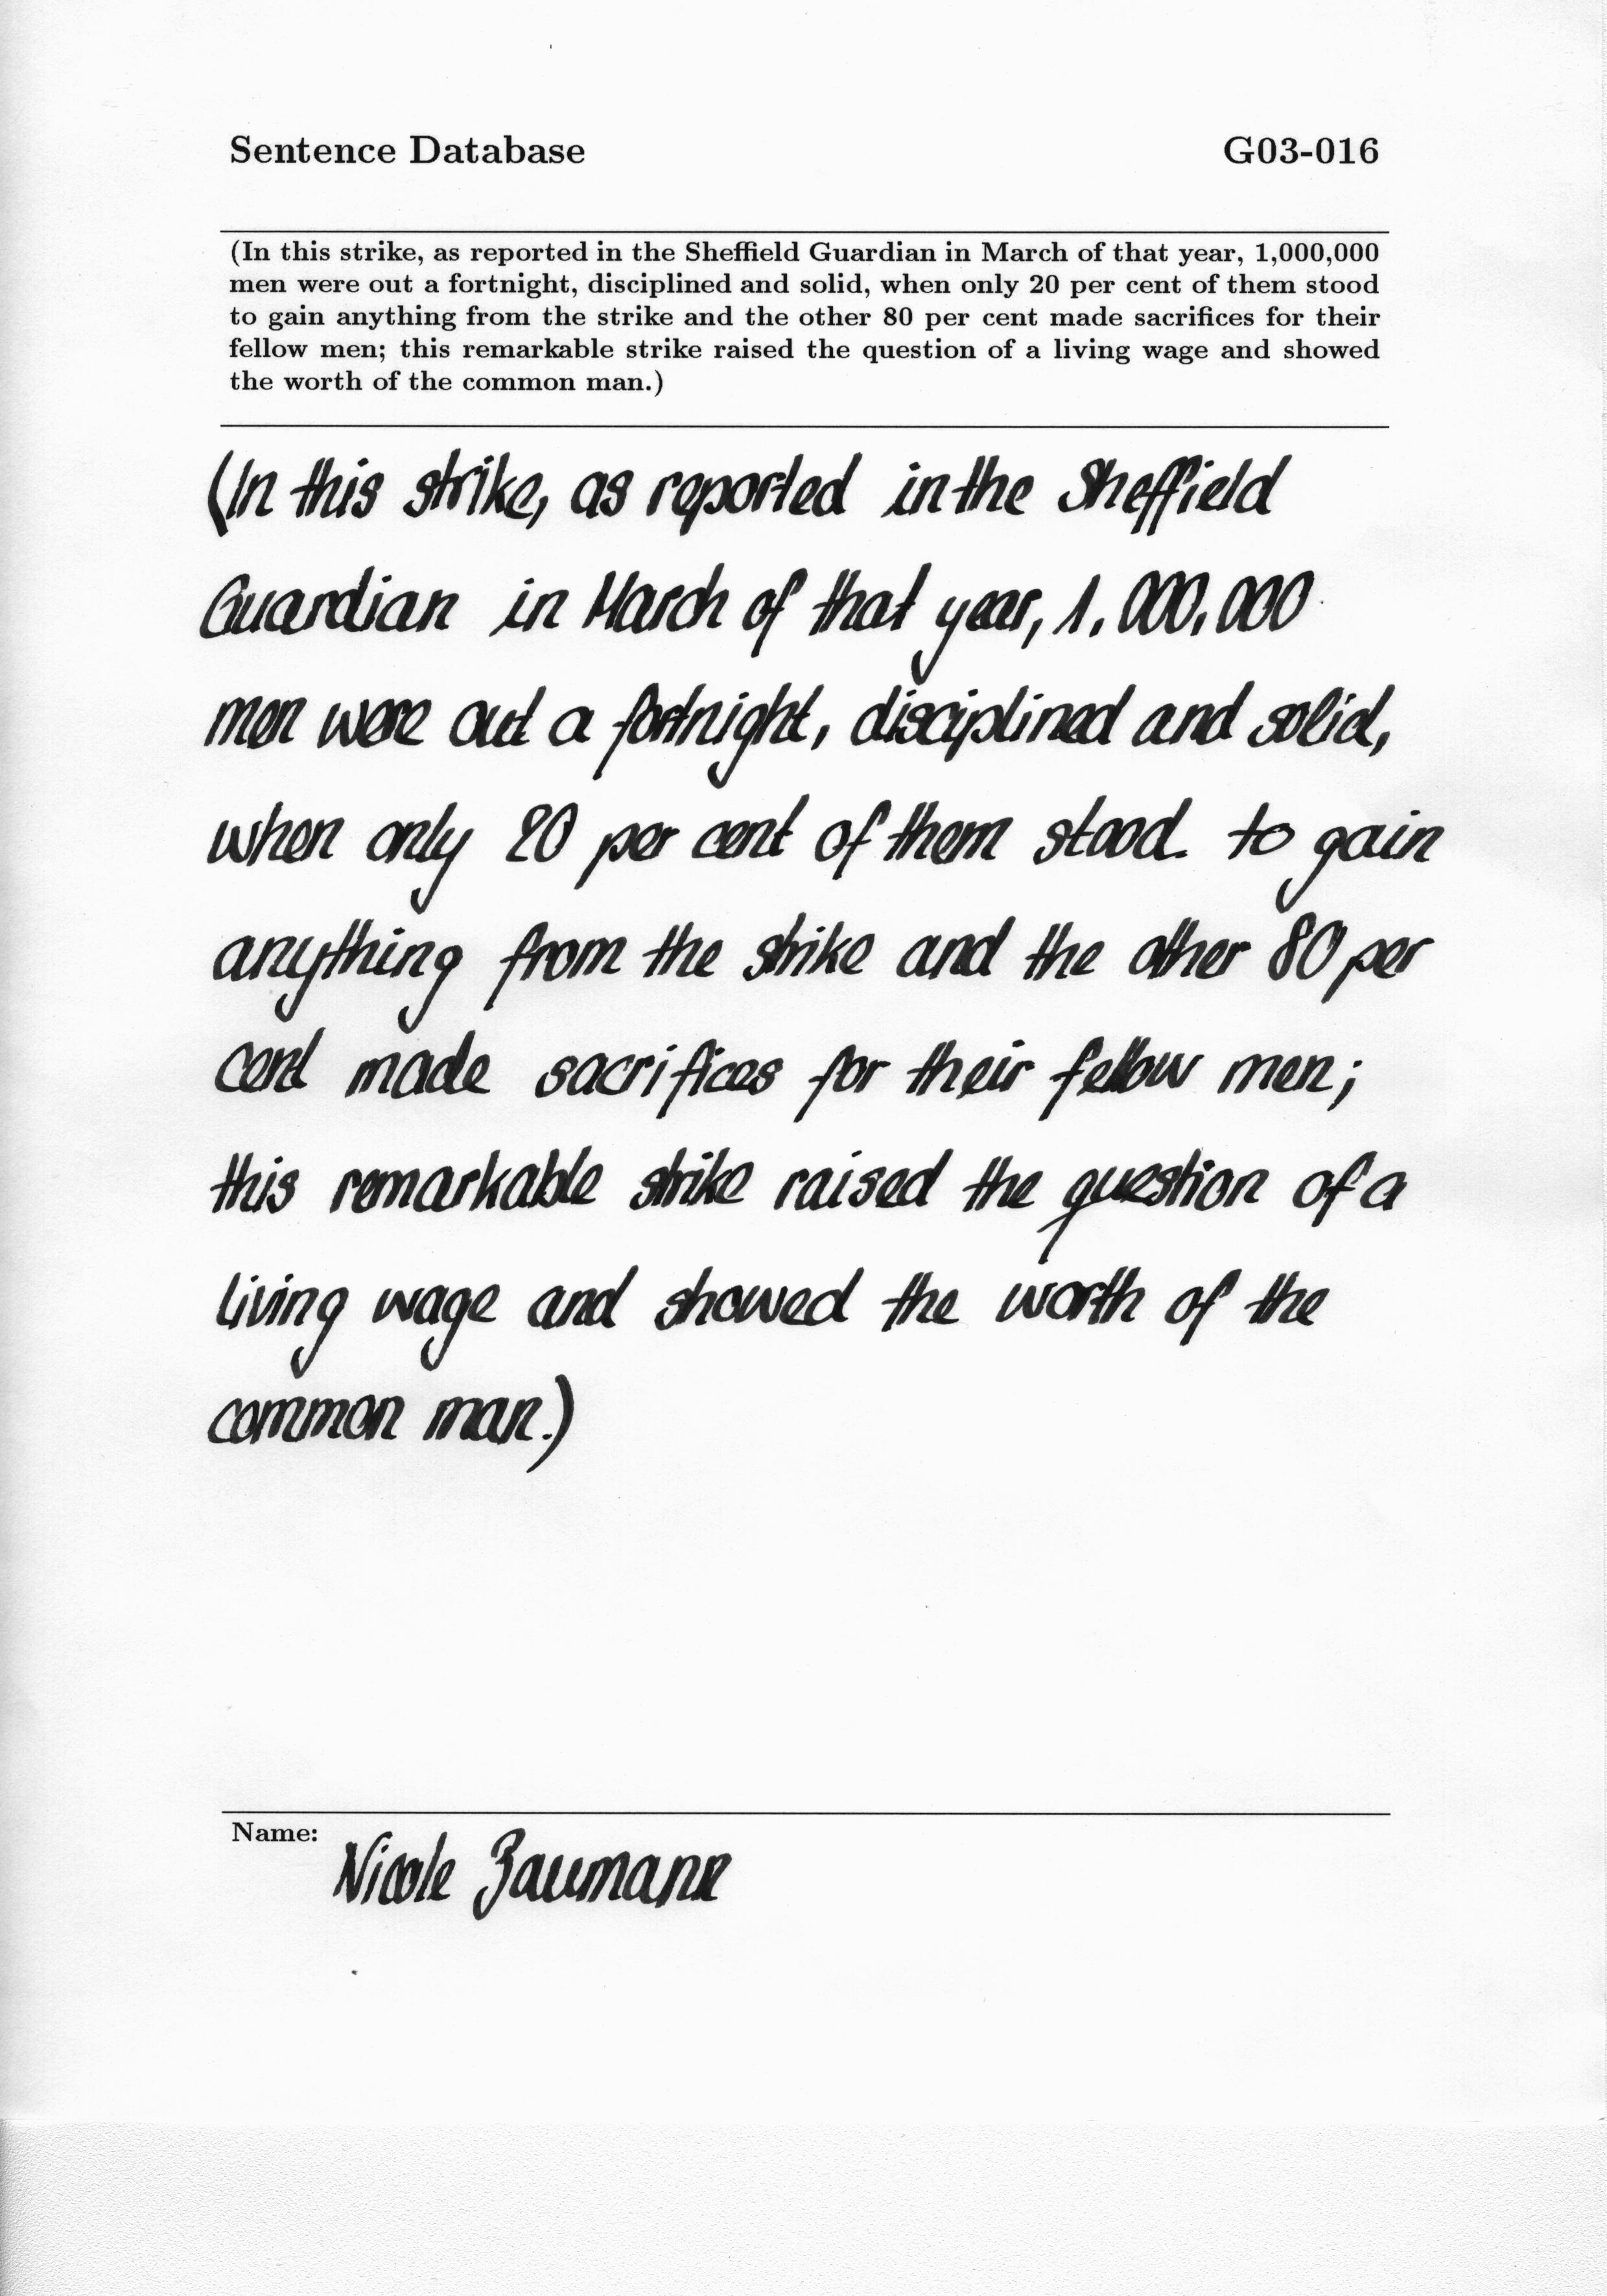 Sentence Database G03-016
(In this strike, as reported in the Sheffield Guardian in March of that year, 1,000,000
men were out a fortnight, disciplined and solid, when only 20 per cent of them stood
to gain anything from the strike and the other 80 per cent made sacrifices for their
fellow men; this remarkable strike raised the question of a living wage and showed
the worth of the common man.)
(In this strike, as reported in the Sheffield
Guardian in March of that year, 1.000,000
men were out a fortnight, disciplined and solid,
when only 20 per cent of them stood. to gain
anything from the strike and the other 80 per
cent made sacrifices for their fellow men;
this remarkable strike raised the question of a
living wage and showed the worth of the
common man.)
Name: Nicole Zaumann